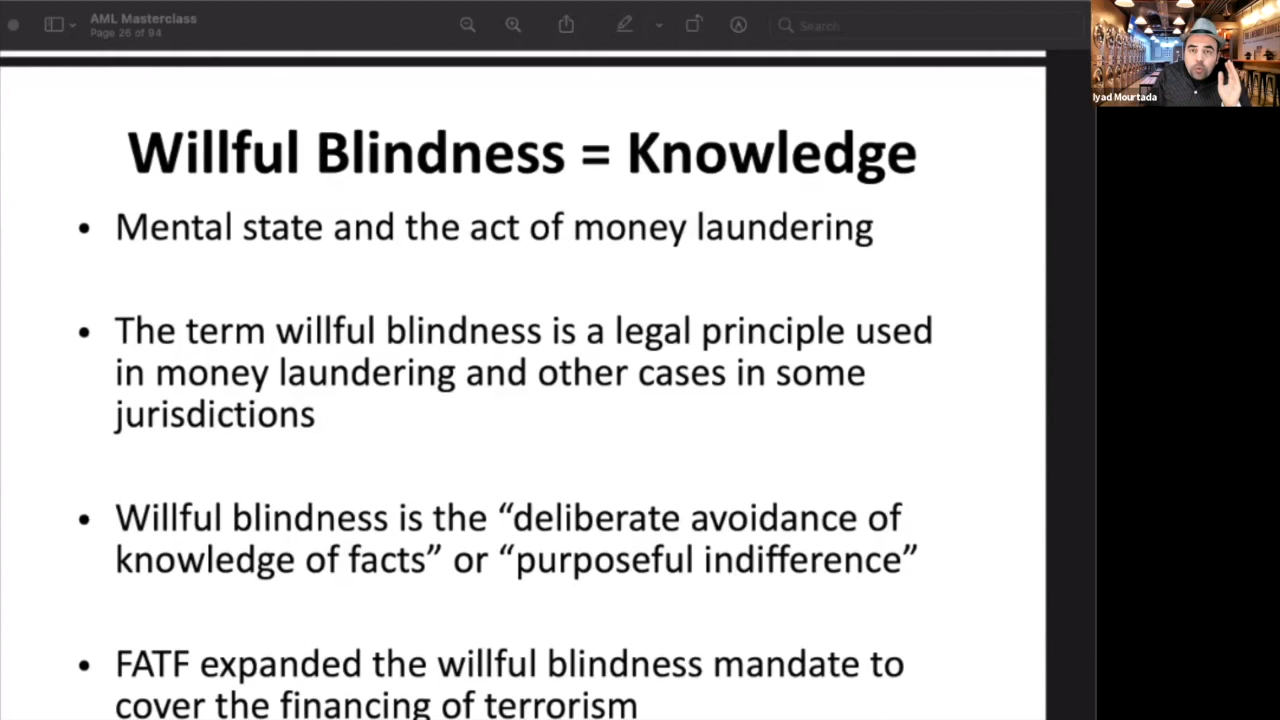 AML Masterclass
Page 26 of 94
Search
Iyad Mourtada
Willful Blindness = Knowledge
• Mental state and the act of money laundering
• The term willful blindness is a legal principle used
in money laundering and other cases in some
jurisdictions
• Willful blindness is the “deliberate avoidance of
knowledge of facts” or “purposeful indifference”
• FATF expanded the willful blindness mandate to
cover the financing of terrorism